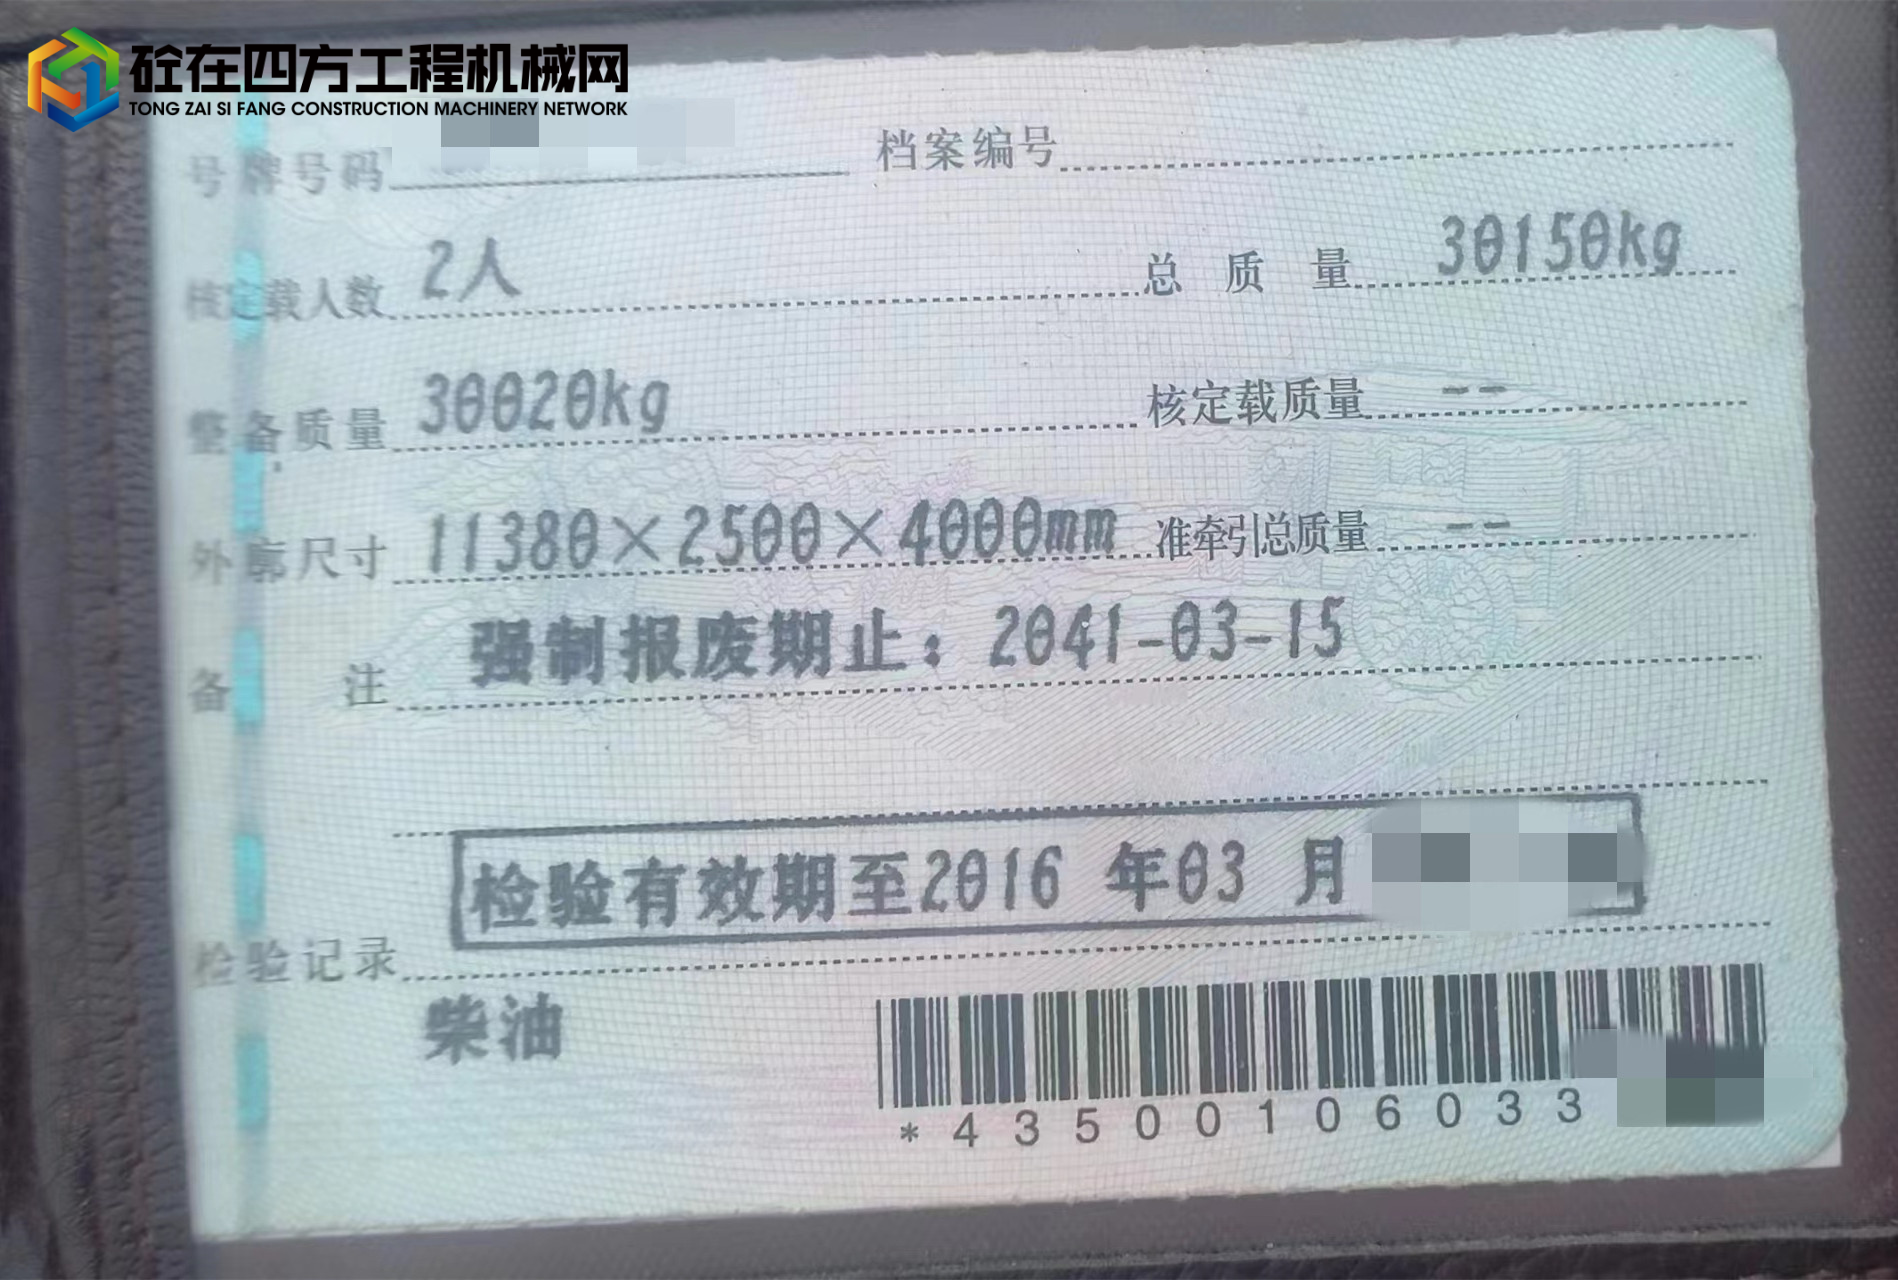 砼在四方工程机械网
TONG ZAI SI FANG CONSTRUCTION MACHINERY NETWORK
号牌号码 档案编号
核定载人数 2人 总质量 30150kg
整备质量 30020kg 核定载质量 --
外廓尺寸 11380×2500×4000mm 准牵引总质量 --
备注 强制报废期止：2041-03-15
检验有效期至2016 年03 月
检验记录
柴油
*43500106033